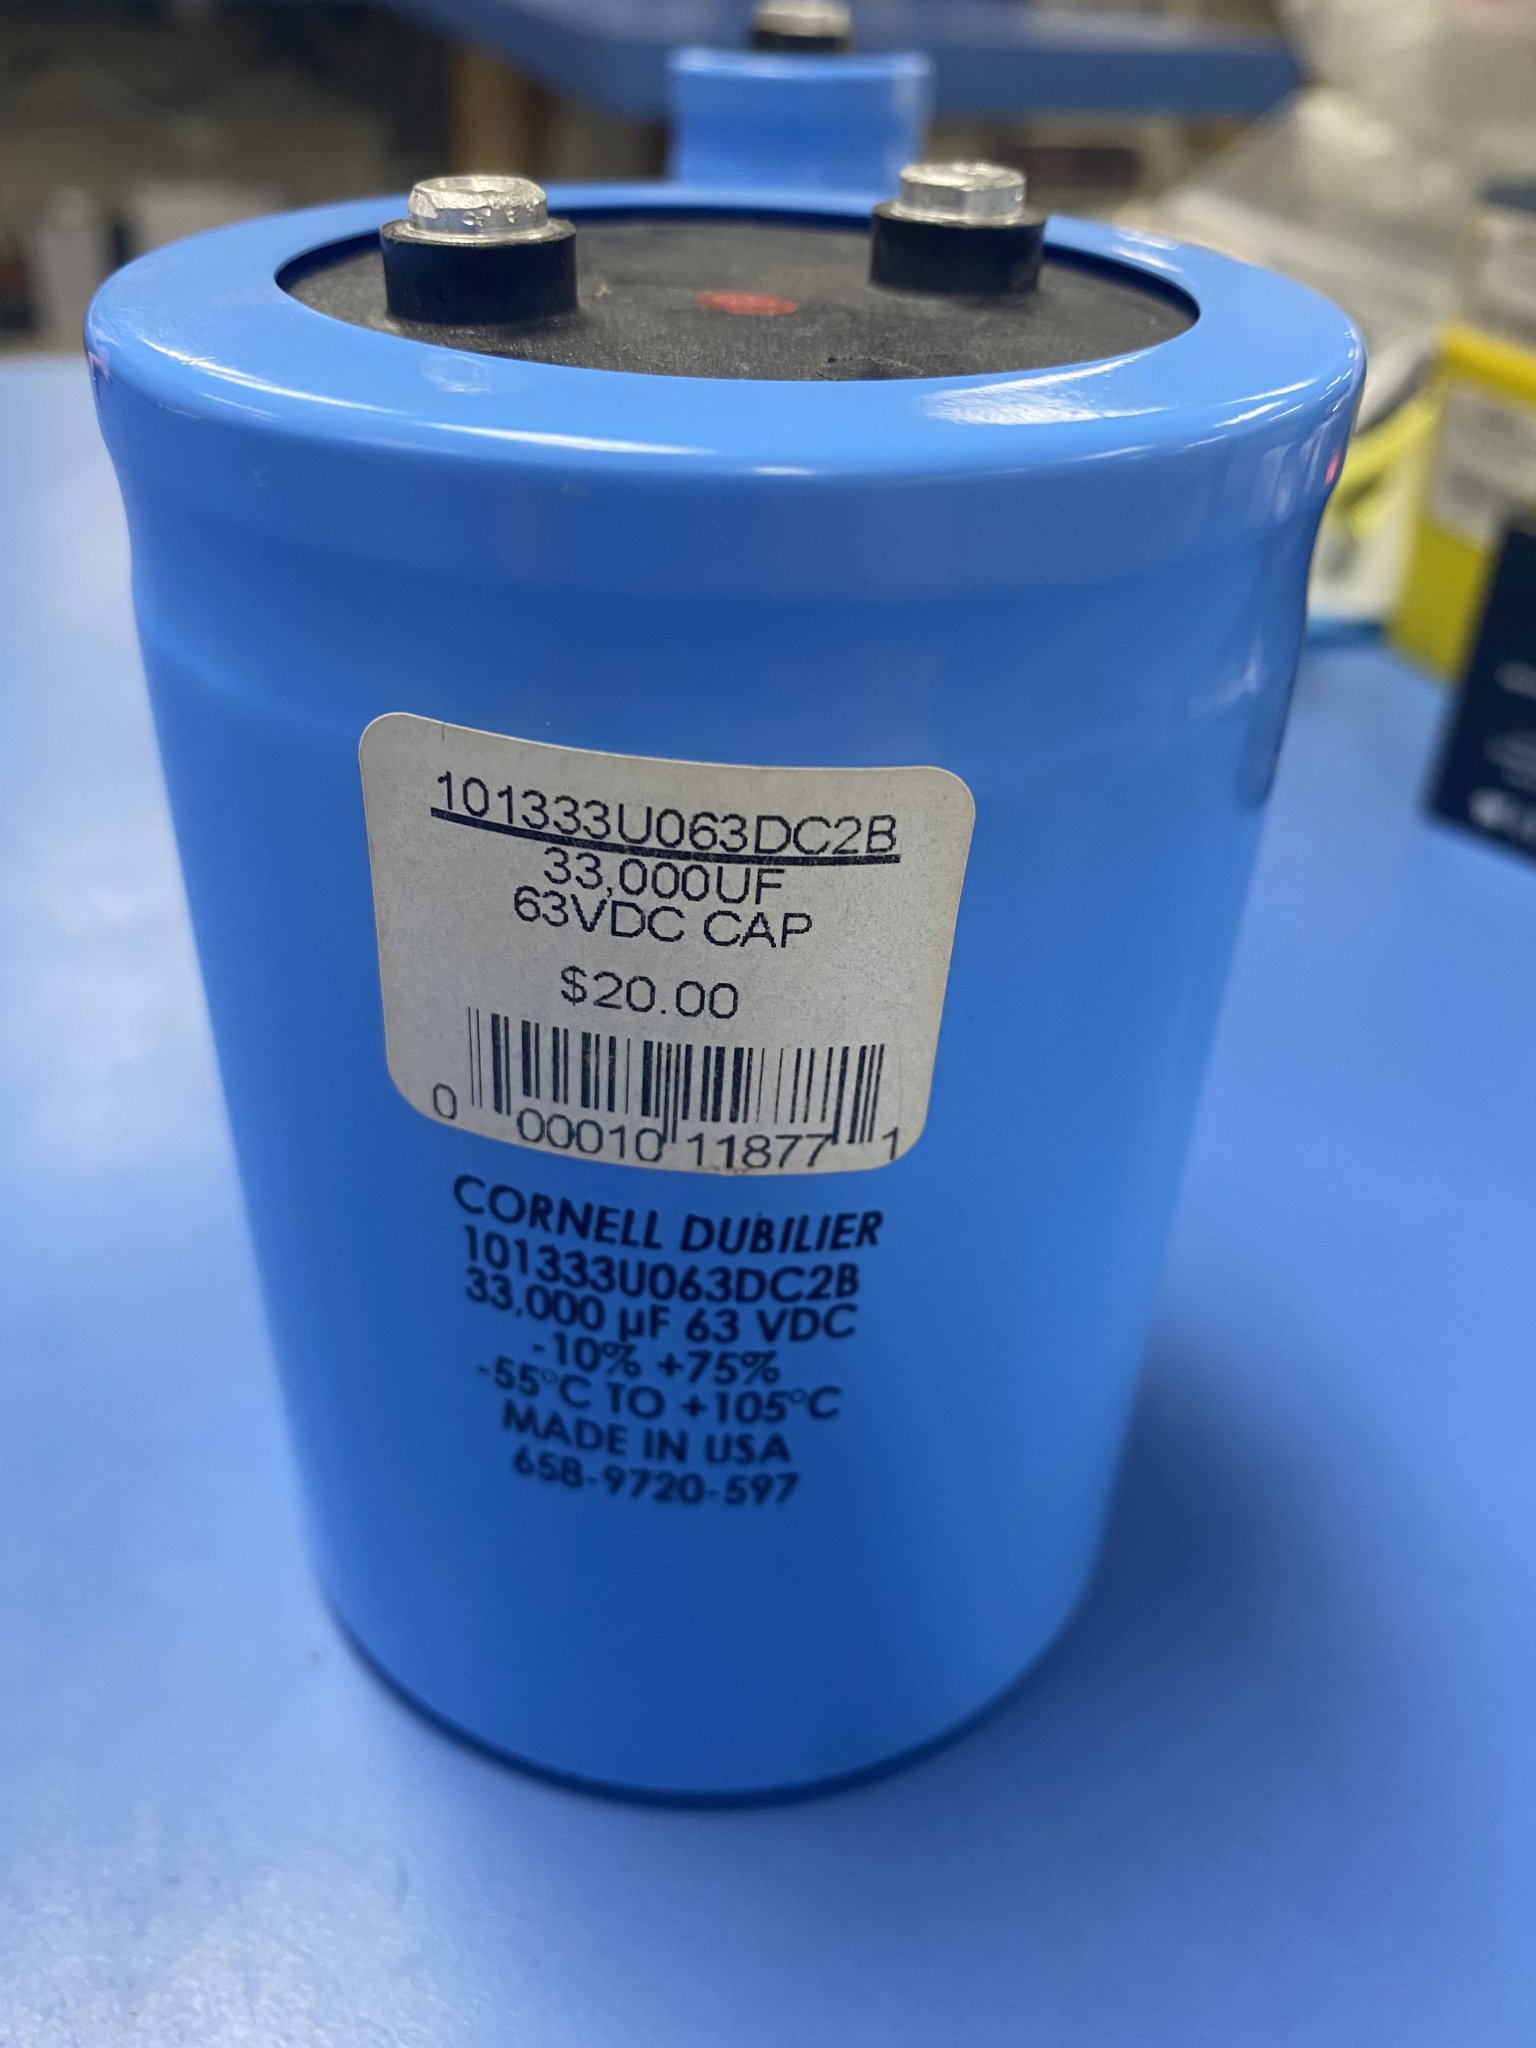 101333U063DC2B
33,000UF
63VDC CAP
$20.00
0 00010 11877 1
CORNELL DUBILIER
101333U063DC2B
33,000 µF 63 VDC
-10% +75%
-55°C TO +105°C
MADE IN USA
658-9720-597